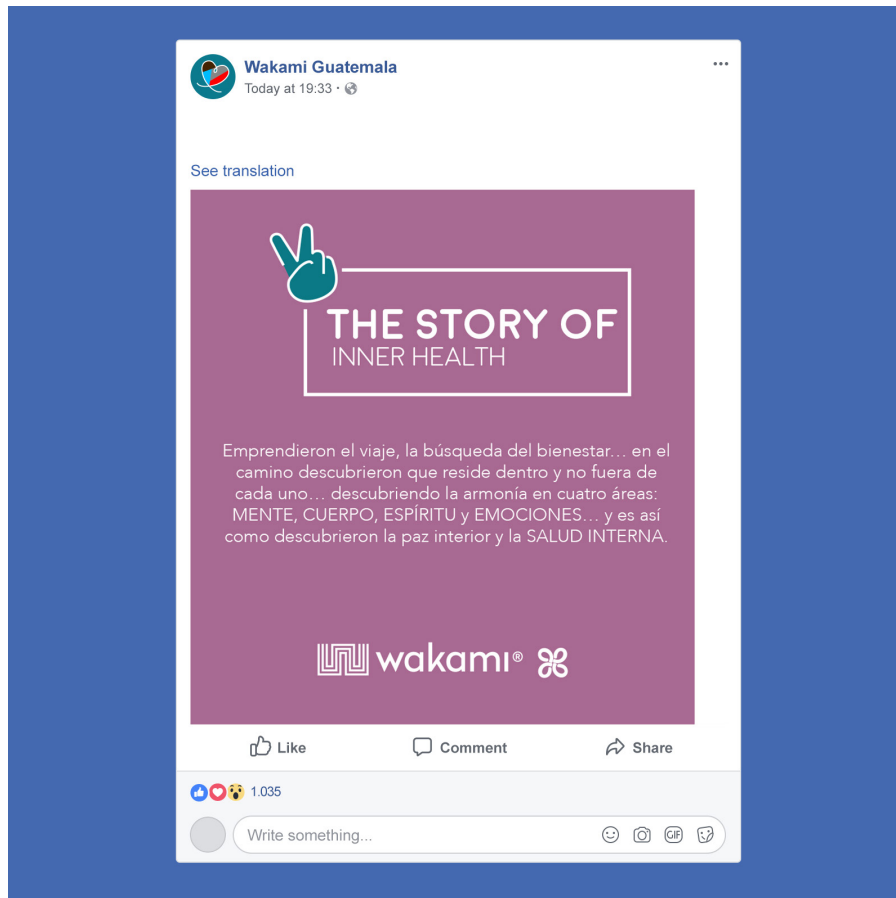 Wakami Guatemala
Today at 19:33 ·
See translation
THE STORY OF
INNER HEALTH
Emprendieron el viaje, la búsqueda del bienestar... en el
camino descubrieron que reside dentro y no fuera de
cada uno... descubriendo la armonía en cuatro áreas:
MENTE, CUERPO, ESPÍRITU y EMOCIONES... y es así
como descubrieron la paz interior y la SALUD INTERNA.
wakami®
Like Comment Share
1.035
Write something... GIF